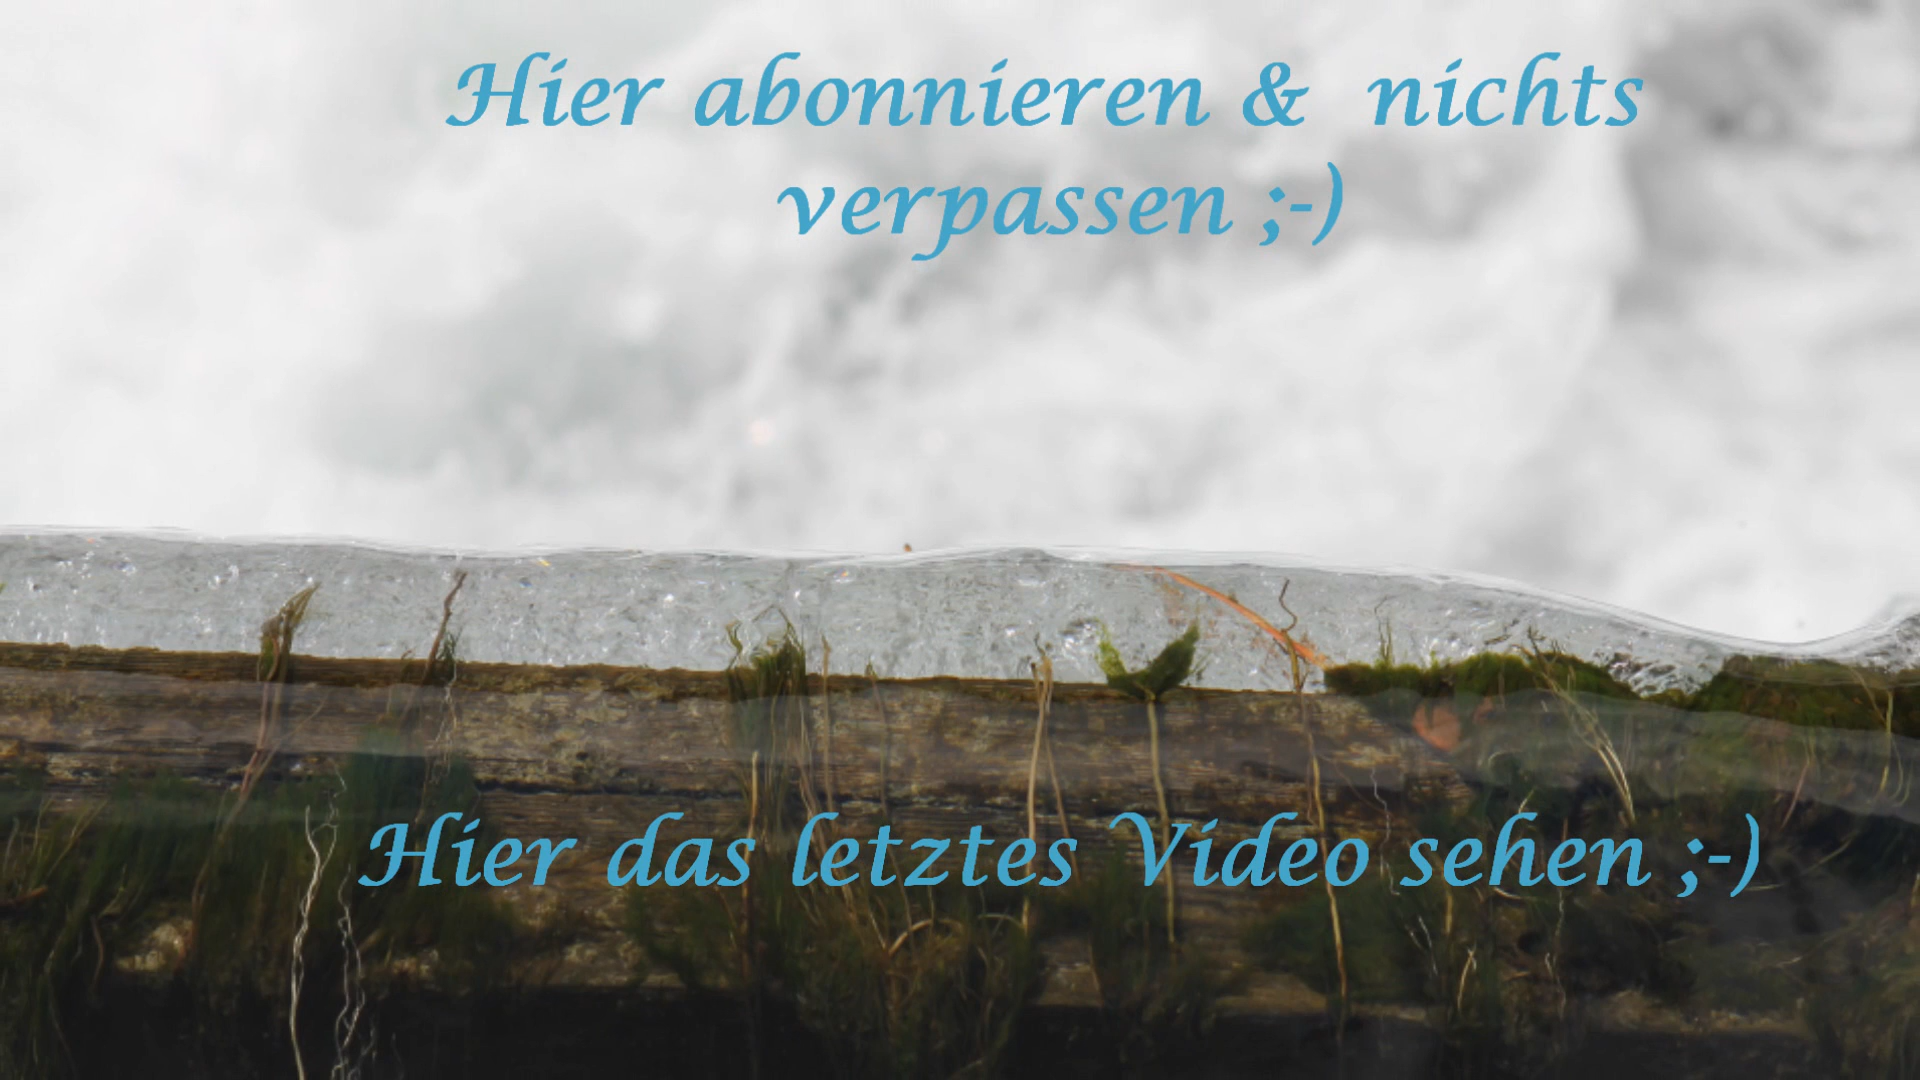 Hier abonnieren & nichts
verpassen ;-)
Hier das letztes Video sehen ;-)